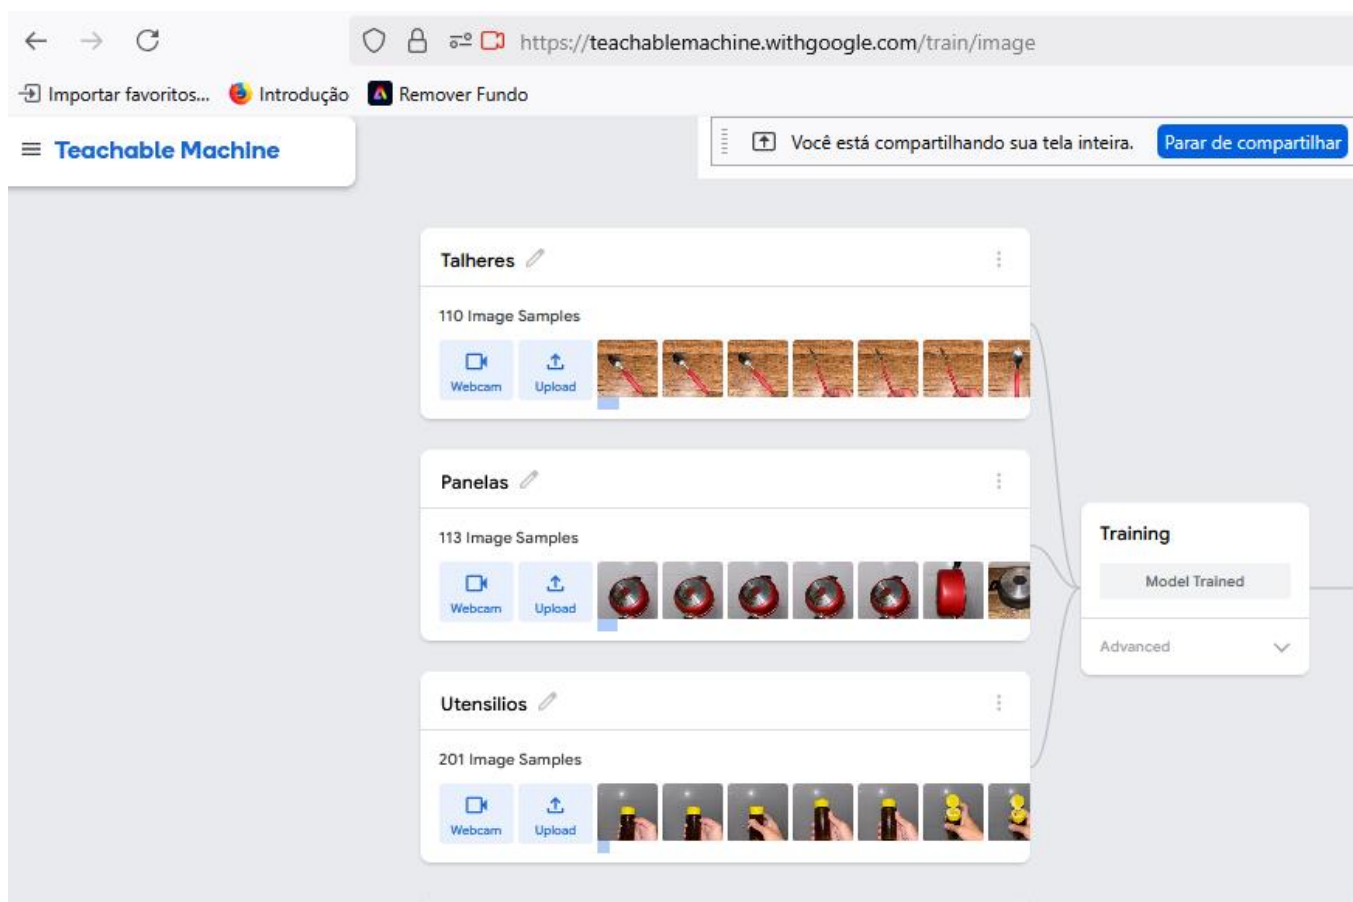 https://teachablemachine.withgoogle.com/train/image
Importar favoritos... Introdução Remover Fundo
Teachable Machine
Você está compartilhando sua tela inteira. Parar de compartilhar
Talheres
110 Image Samples
Webcam Upload
Panelas
113 Image Samples
Webcam Upload
Training
Model Trained
Advanced
Utensilios
201 Image Samples
Webcam Upload